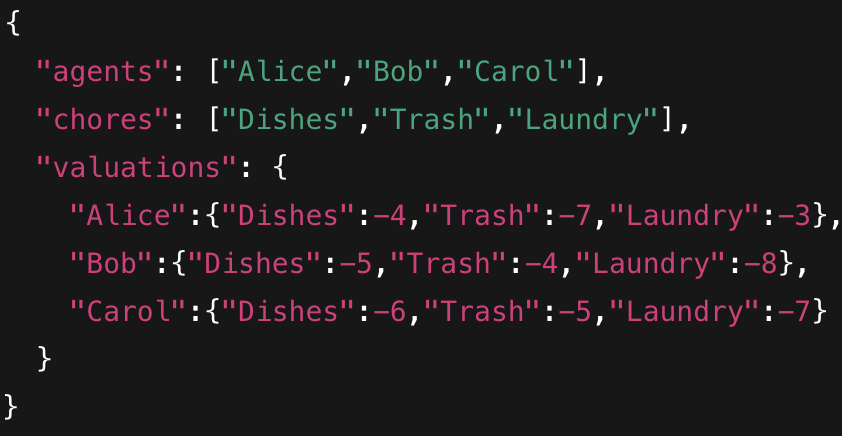 {
  "agents": ["Alice","Bob","Carol"],
  "chores": ["Dishes","Trash","Laundry"],
  "valuations": {
    "Alice":{"Dishes":−4,"Trash":−7,"Laundry":−3},
    "Bob":{"Dishes":−5,"Trash":−4,"Laundry":−8},
    "Carol":{"Dishes":−6,"Trash":−5,"Laundry":−7}
  }
}